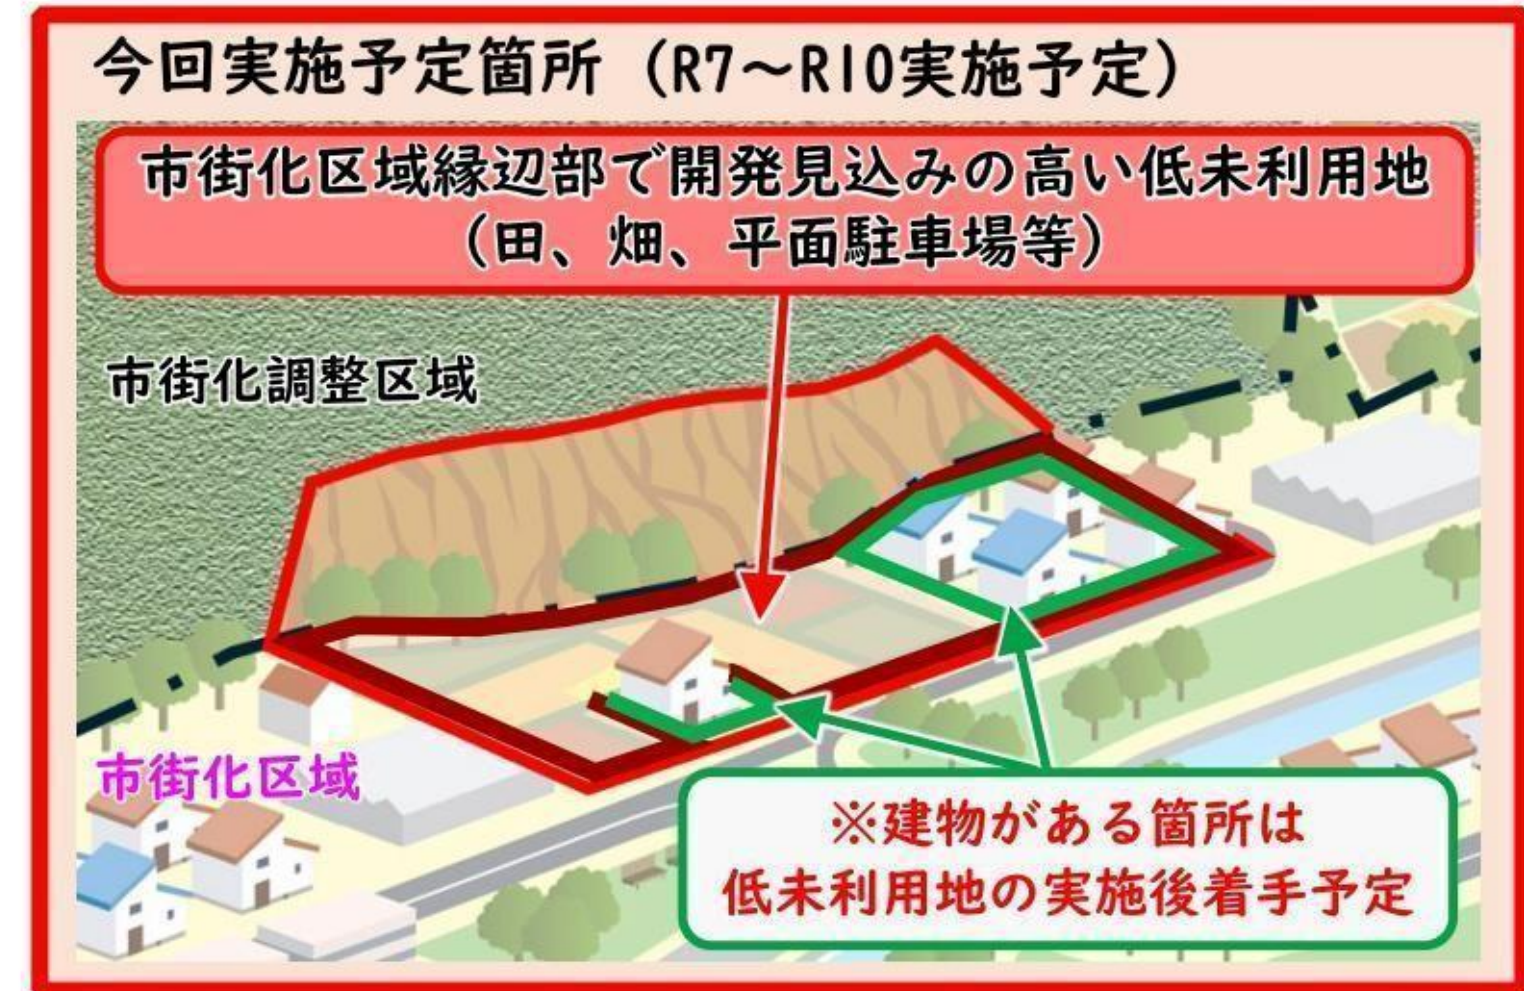 今回実施予定箇所（R7～R10実施予定）
市街化区域縁辺部で開発見込みの高い低未利用地
（田、畑、平面駐車場等）
市街化調整区域
市街化区域
※建物がある箇所は
低未利用地の実施後着手予定